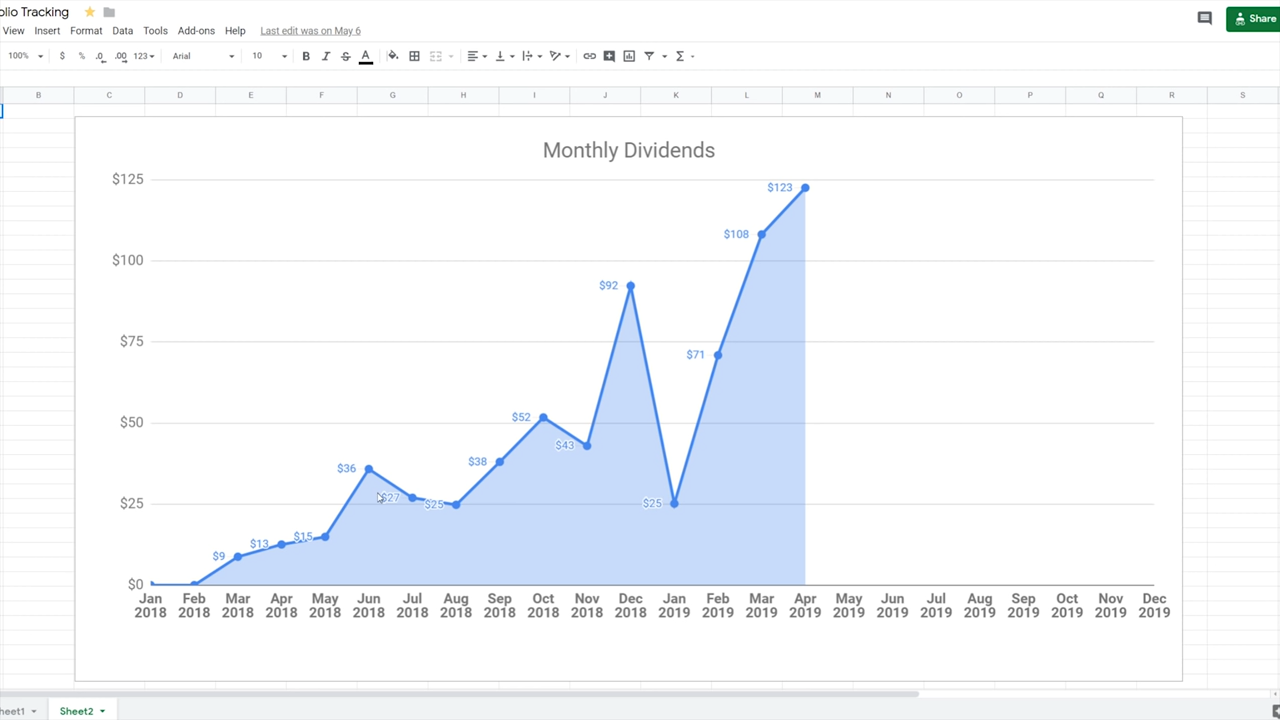 olio Tracking
View Insert Format Data Tools Add-ons Help Last edit was on May 6
Share
100% $ % .0 .00 123 Arial 10 B I S A Σ
B C D E F G H I J K L M N O P Q R S
Monthly Dividends
$125
$100
$75
$50
$25
$0
$9
$13
$15
$36
$27
$25
$38
$52
$43
$92
$25
$71
$108
$123
Jan Feb Mar Apr May Jun Jul Aug Sep Oct Nov Dec Jan Feb Mar Apr May Jun Jul Aug Sep Oct Nov Dec
2018 2018 2018 2018 2018 2018 2018 2018 2018 2018 2018 2018 2019 2019 2019 2019 2019 2019 2019 2019 2019 2019 2019 2019
heet1 Sheet2